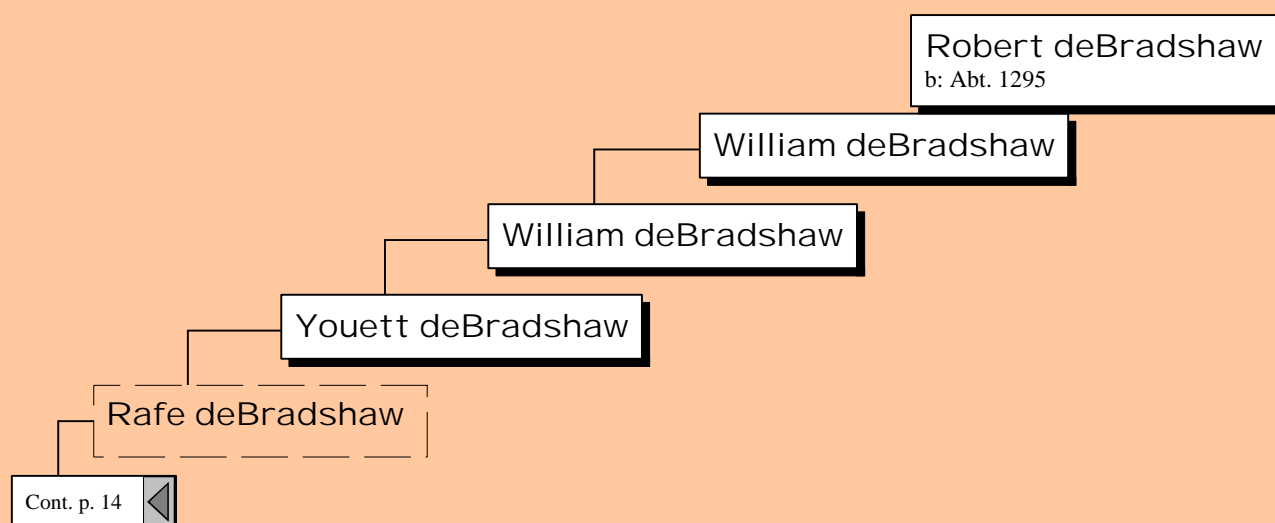 Robert deBradshaw
b: Abt. 1295
William deBradshaw
William deBradshaw
Youett deBradshaw
Rafe deBradshaw
Cont. p. 14